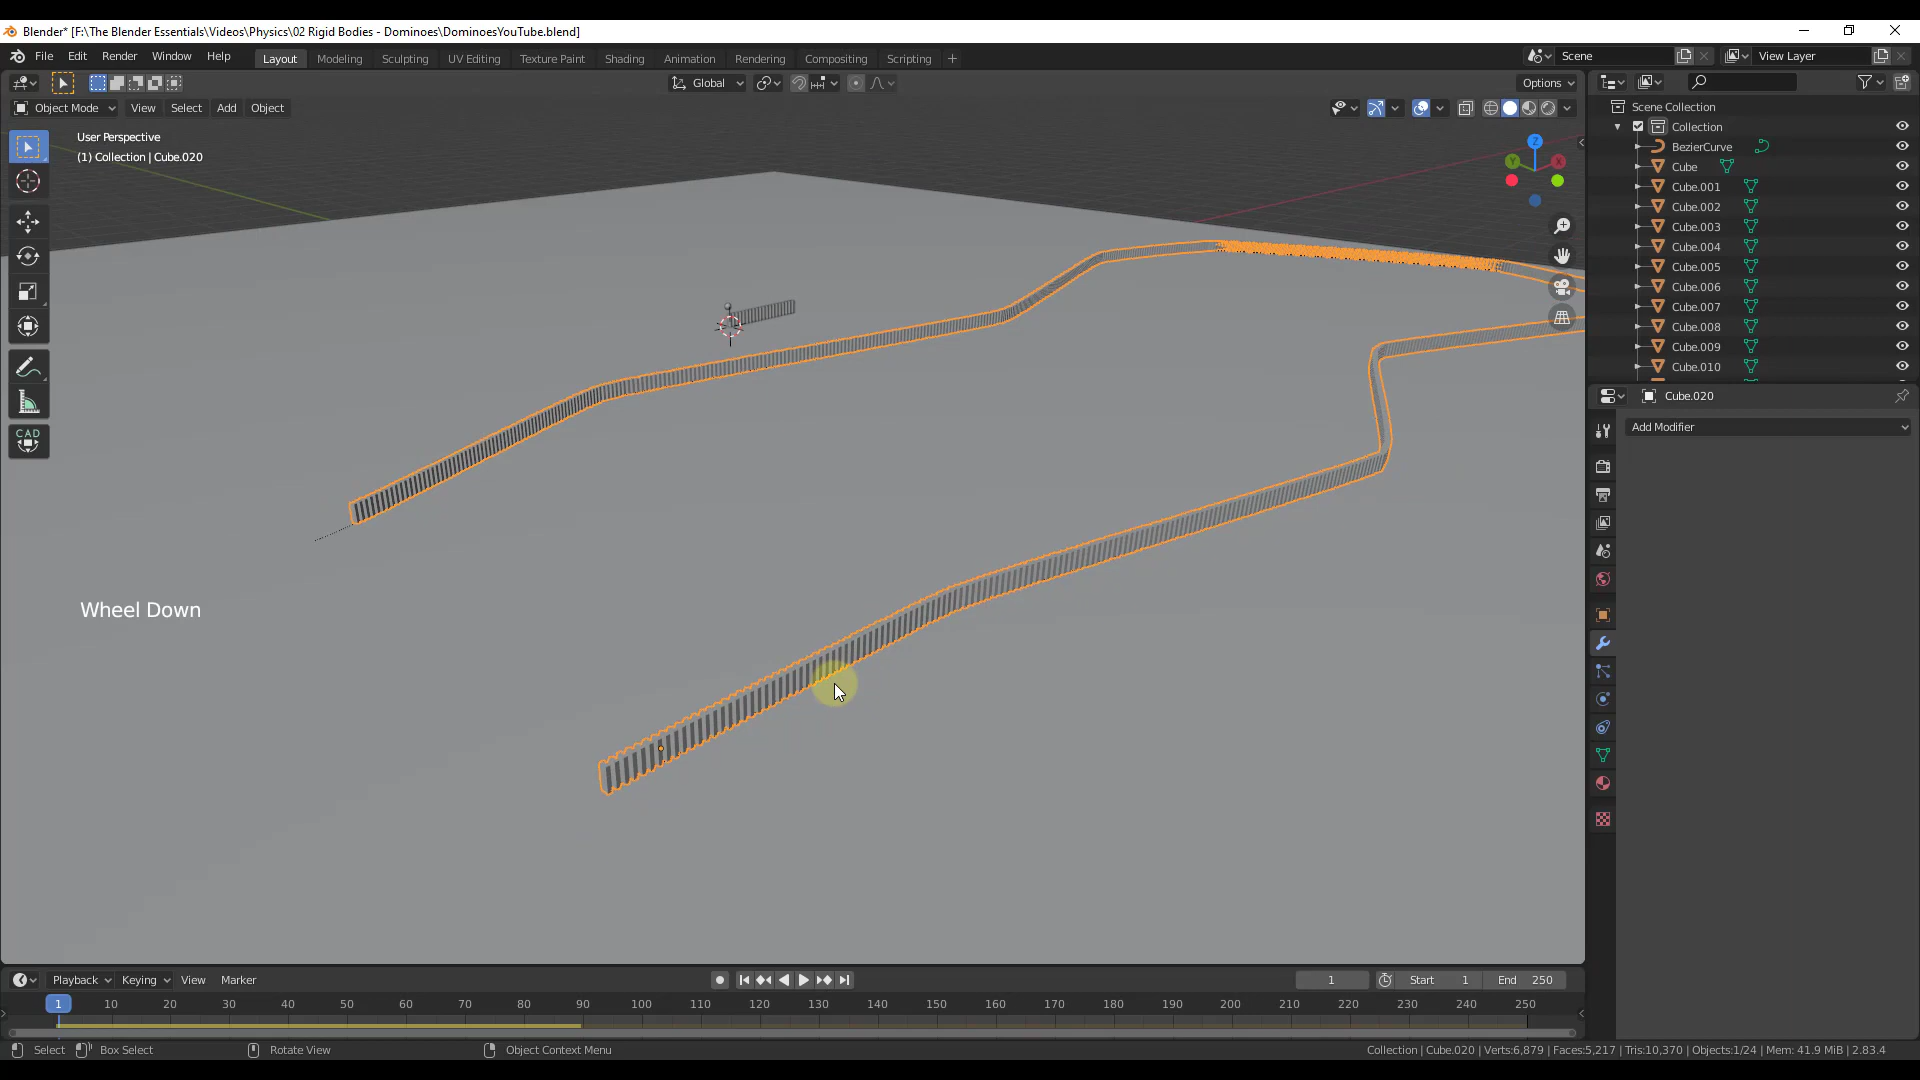 Blender* [F:\The Blender Essentials\Videos\Physics\02 Rigid Bodies - Dominoes\DominoesYouTube.blend]
File Edit Render Window Help
Layout Modeling Sculpting UV Editing Texture Paint Shading Animation Rendering Compositing Scripting +
Scene
View Layer
Global
Options
Object Mode View Select Add Object
User Perspective
(1) Collection | Cube.020
Z
X
Y
CAD
Wheel Down
Scene Collection
Collection
BezierCurve
Cube
Cube.001
Cube.002
Cube.003
Cube.004
Cube.005
Cube.006
Cube.007
Cube.008
Cube.009
Cube.010
Cube.020
Add Modifier
Playback Keying View Marker
1
Start 1
End 250
1 10 20 30 40 50 60 70 80 90 100 110 120 130 140 150 160 170 180 190 200 210 220 230 240 250
Select Box Select Rotate View Object Context Menu
Collection | Cube.020 | Verts:6,879 | Faces:5,217 | Tris:10,370 | Objects:1/24 | Mem: 41.9 MiB | 2.83.4